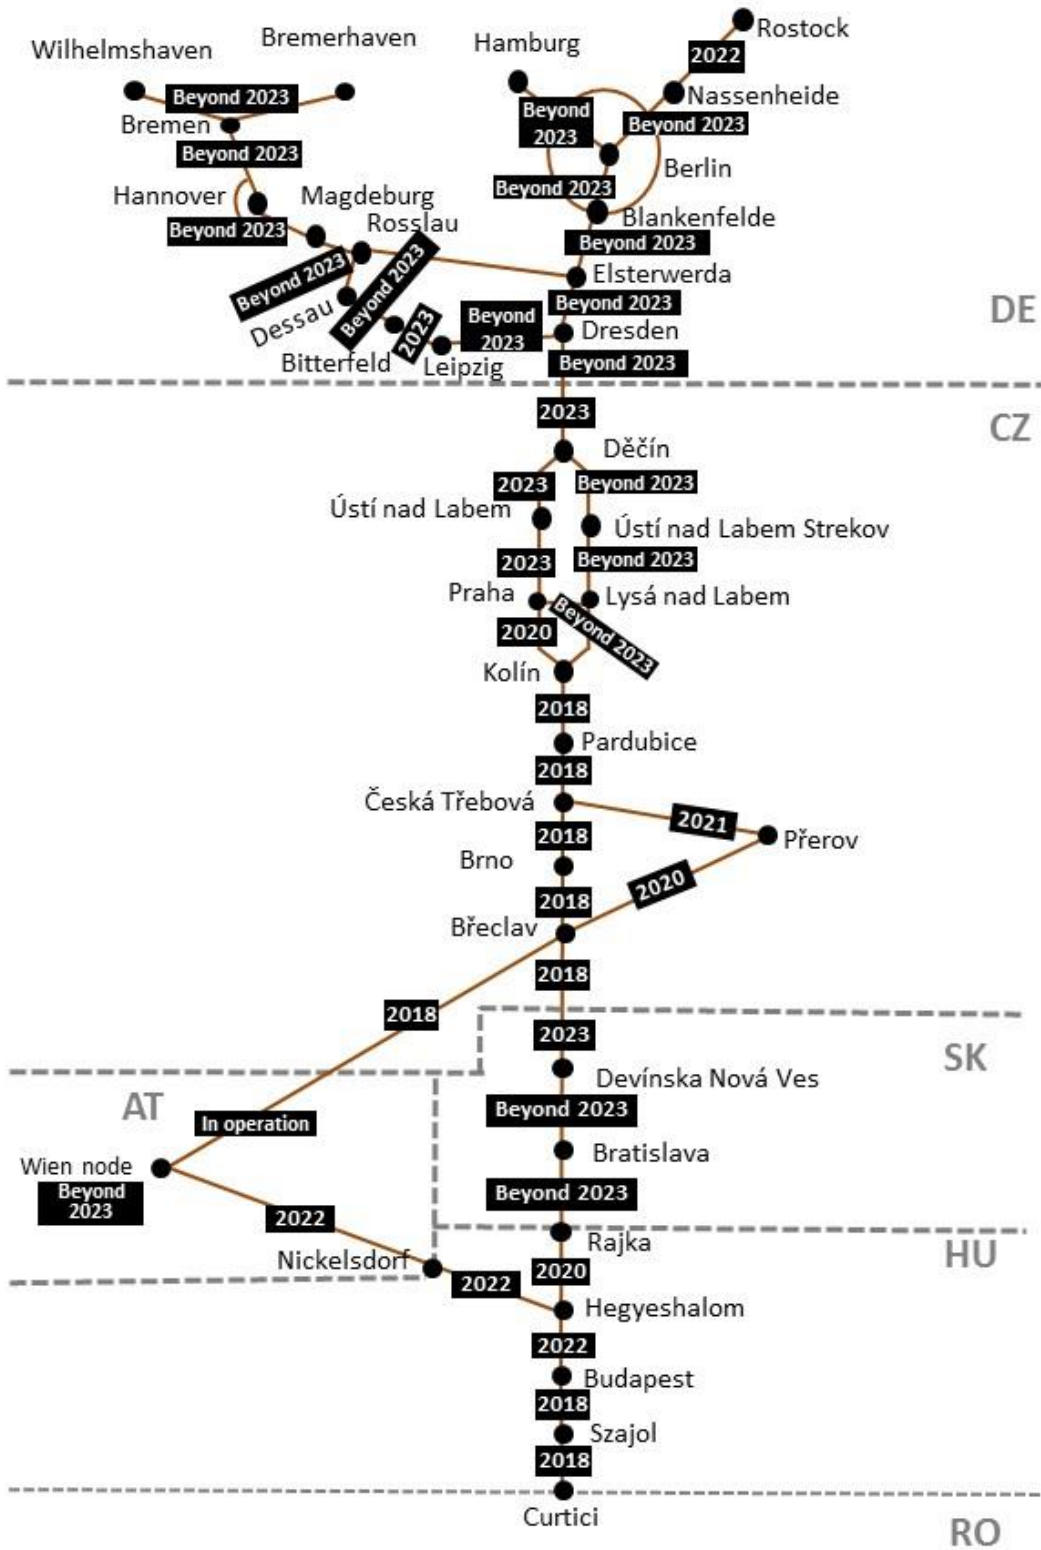 Rostock
Bremerhaven
Hamburg
Wilhelmshaven
2022
Nassenheide
Beyond 2023
Beyond
2023
Beyond 2023
Bremen
Beyond 2023
Berlin
Beyond 2023
Hannover
Magdeburg
Blankenfelde
Rosslau
Beyond 2023
Beyond 2023
Beyond 2023
Elsterwerda
Beyond 2023
Beyond 2023
DE
Dessau
Beyond
2023
2023
Dresden
Bitterfeld
Leipzig
Beyond 2023
2023
CZ
Děčín
2023
Beyond 2023
Ústí nad Labem
Ústí nad Labem Strekov
2023
Beyond 2023
Praha
Lysá nad Labem
2020
Beyond 2023
Kolín
2018
Pardubice
2018
Česká Třebová
2021
2018
Přerov
Brno
2020
2018
Břeclav
2018
2018
2023
SK
Devínska Nová Ves
AT
Beyond 2023
In operation
Bratislava
Wien node
Beyond
2023
Beyond 2023
2022
Rajka
HU
Nickelsdorf
2020
2022
Hegyeshalom
2022
Budapest
2018
Szajol
2018
Curtici
RO